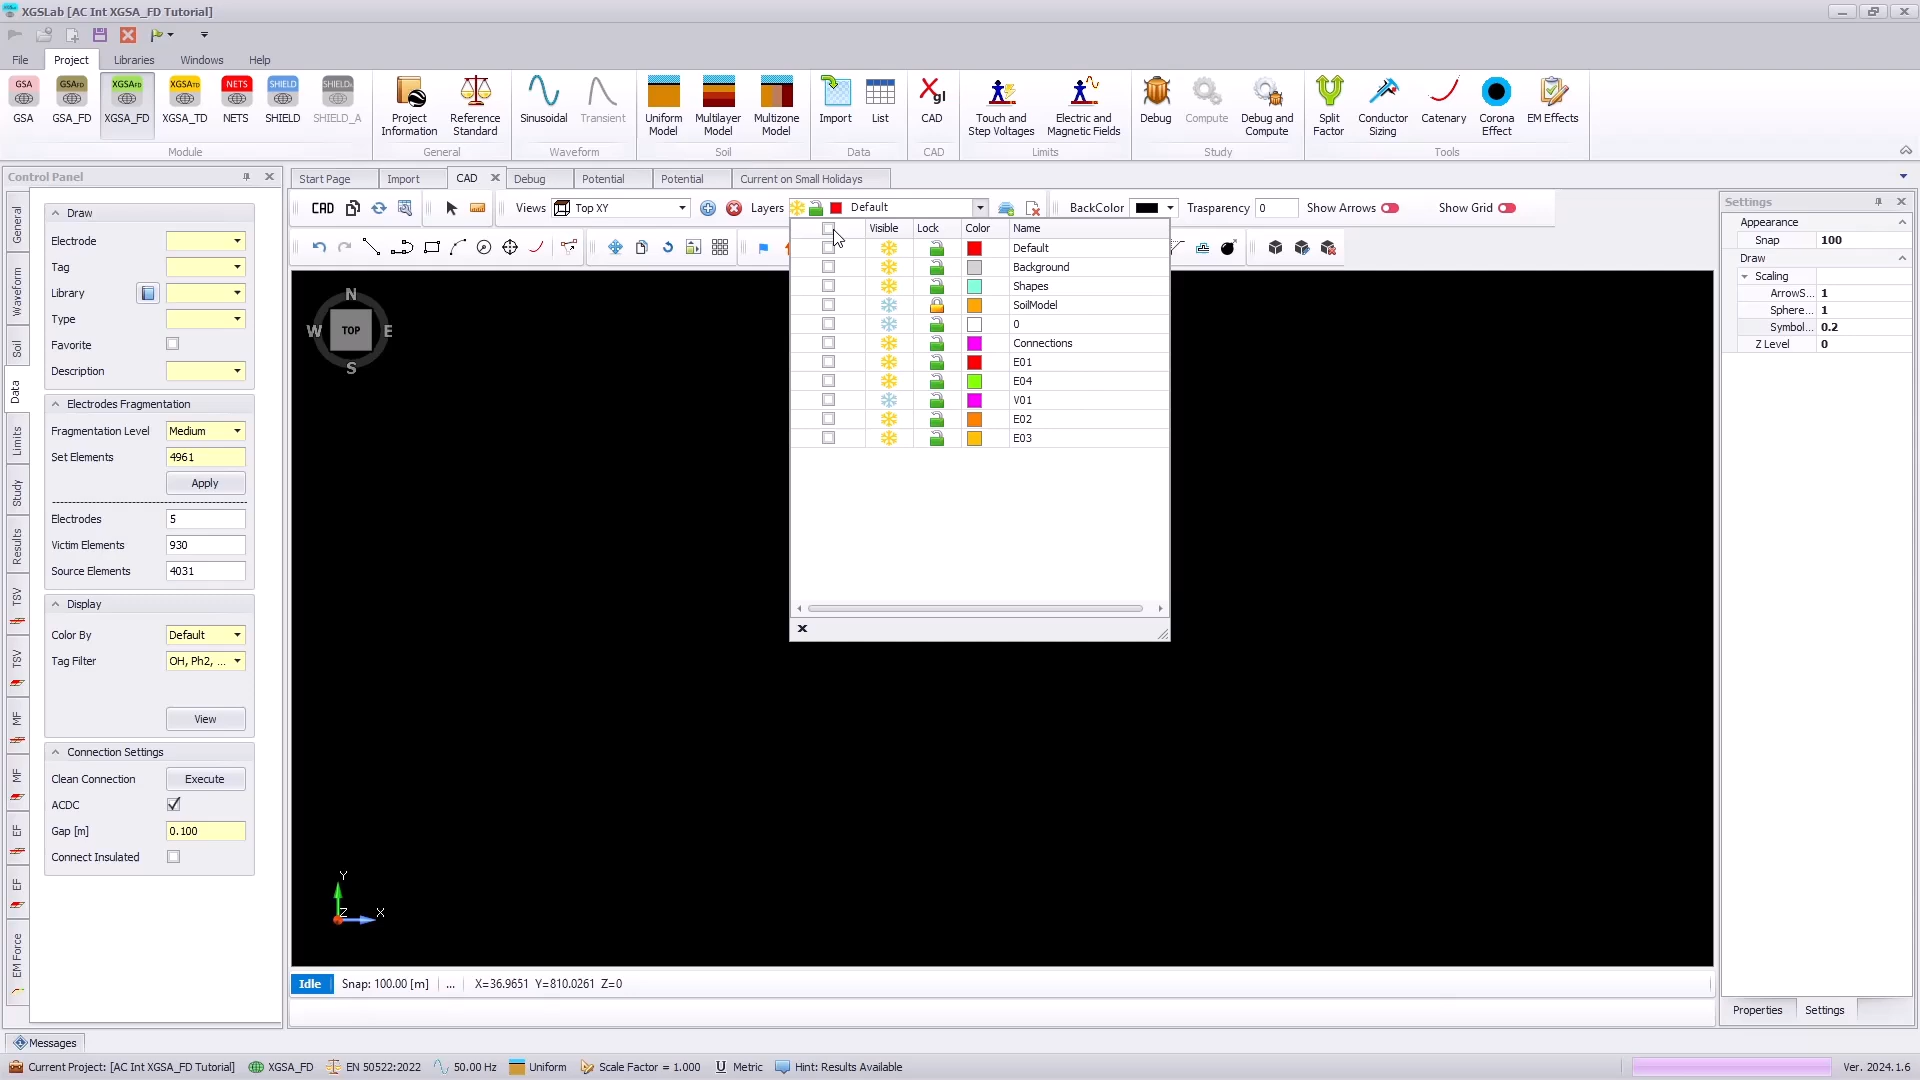 XGSLab [AC Int XGSA_FD Tutorial]
File Project Libraries Windows Help
GSA GSA_FD XGSA_FD XGSA_TD NETS SHIELD SHIELD_A
Project Information Reference Standard
Sinusoidal Transient
Uniform Model Multilayer Model Multizone Model
Import List
CAD
Touch and Step Voltages Electric and Magnetic Fields
Debug Compute Debug and Compute
Split Factor Conductor Sizing Catenary Corona Effect EM Effects
Module General Waveform Soil Data CAD Limits Study Tools
Control Panel
Start Page Import CAD Debug Potential Potential Current on Small Holidays
CAD Views Top XY Layers Default BackColor Trasparency 0 Show Arrows Show Grid
General
Waveform
Soil
Data
Limits
Study
Results
TSV
TSV
MF
MF
EF
EF
EM Force
Draw
Electrode
Tag
Library
Type
Favorite
Description
Electrodes Fragmentation
Fragmentation Level Medium
Set Elements 4961
Apply
Electrodes 5
Victim Elements 930
Source Elements 4031
Display
Color By Default
Tag Filter OH, Ph2, ...
View
Connection Settings
Clean Connection Execute
ACDC
Gap [m] 0.100
Connect Insulated
Visible Lock Color Name
Default
Background
Shapes
SoilModel
0
Connections
E01
E04
V01
E02
E03
N
W TOP E
S
Y
Z X
Settings
Appearance
Snap 100
Draw
Scaling
ArrowS... 1
Sphere... 1
Symbol... 0.2
Z Level 0
Properties Settings
Idle Snap: 100.00 [m] ... X=36.9651 Y=810.0261 Z=0
Messages
Current Project: [AC Int XGSA_FD Tutorial] XGSA_FD EN 50522:2022 50.00 Hz Uniform Scale Factor = 1.000 Metric Hint: Results Available Ver. 2024.1.6